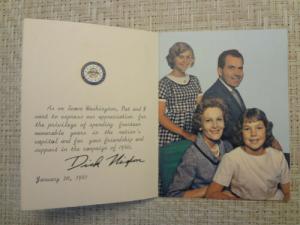 As we leave Washington, Pat and I
want to express our appreciation for
the privilege of spending fourteen
memorable years in the nation's
capital and for your friendship and
support in the campaign of 1960.
Dick Nixon
January 20, 1961